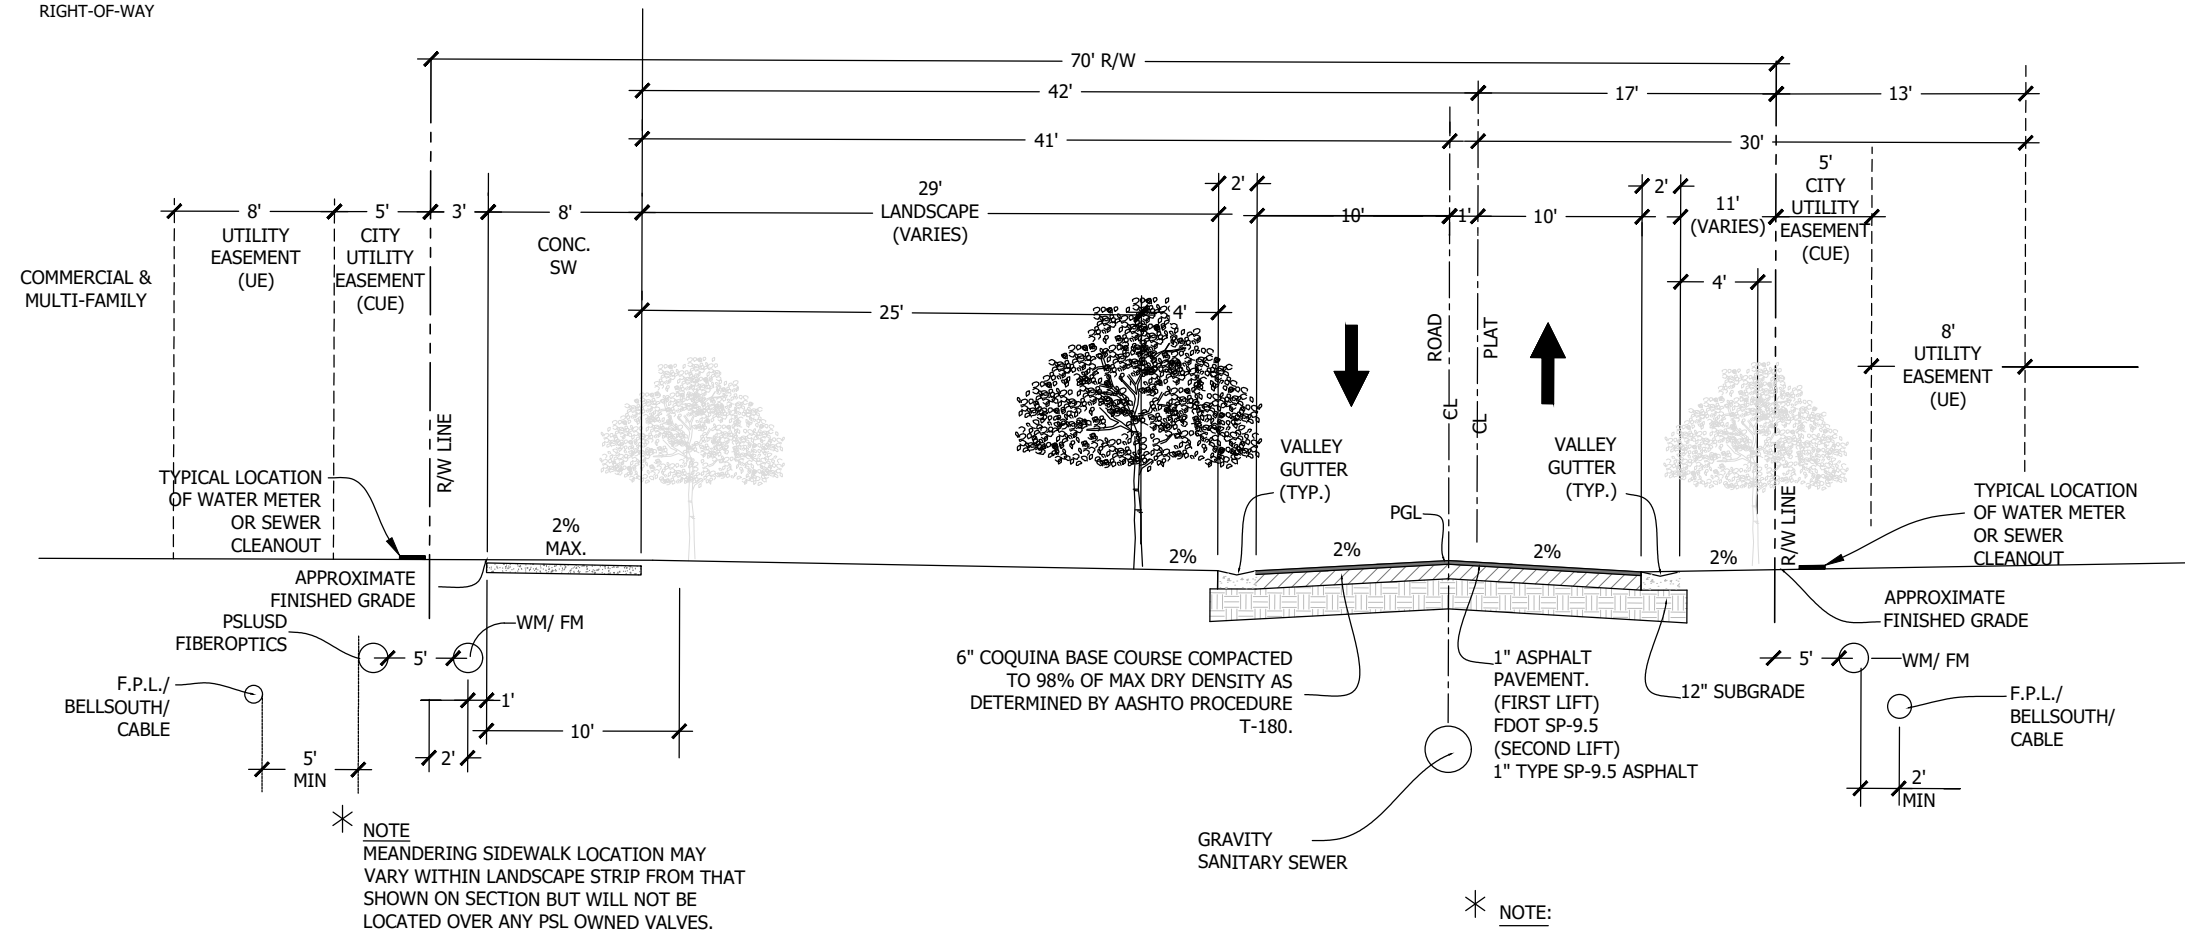 RIGHT-OF-WAY
70' R/W
42'
17'
13'
41'
30'
8'
UTILITY
EASEMENT
(UE)
5'
CITY
UTILITY
EASEMENT
(CUE)
3'
8'
CONC.
SW
29'
LANDSCAPE
(VARIES)
2'
10'
1'
10'
2'
11'
(VARIES)
5'
CITY
UTILITY
EASEMENT
(CUE)
COMMERCIAL &
MULTI-FAMILY
25'
4'
4'
8'
UTILITY
EASEMENT
(UE)
ROAD
CL
PLAT
CL
R/W LINE
R/W LINE
VALLEY
GUTTER
(TYP.)
VALLEY
GUTTER
(TYP.)
TYPICAL LOCATION
OF WATER METER
OR SEWER
CLEANOUT
TYPICAL LOCATION
OF WATER METER
OR SEWER
CLEANOUT
PGL
2%
MAX.
2%
2%
2%
2%
APPROXIMATE
FINISHED GRADE
APPROXIMATE
FINISHED GRADE
PSLUSD
FIBEROPTICS
5'
WM/ FM
F.P.L./
BELLSOUTH/
CABLE
1'
10'
2'
5'
MIN
6" COQUINA BASE COURSE COMPACTED
TO 98% OF MAX DRY DENSITY AS
DETERMINED BY AASHTO PROCEDURE
T-180.
1" ASPHALT
PAVEMENT.
(FIRST LIFT)
FDOT SP-9.5
(SECOND LIFT)
1" TYPE SP-9.5 ASPHALT
12" SUBGRADE
5'
WM/ FM
F.P.L./
BELLSOUTH/
CABLE
2'
MIN
GRAVITY
SANITARY SEWER
NOTE
MEANDERING SIDEWALK LOCATION MAY
VARY WITHIN LANDSCAPE STRIP FROM THAT
SHOWN ON SECTION BUT WILL NOT BE
LOCATED OVER ANY PSL OWNED VALVES.
NOTE: